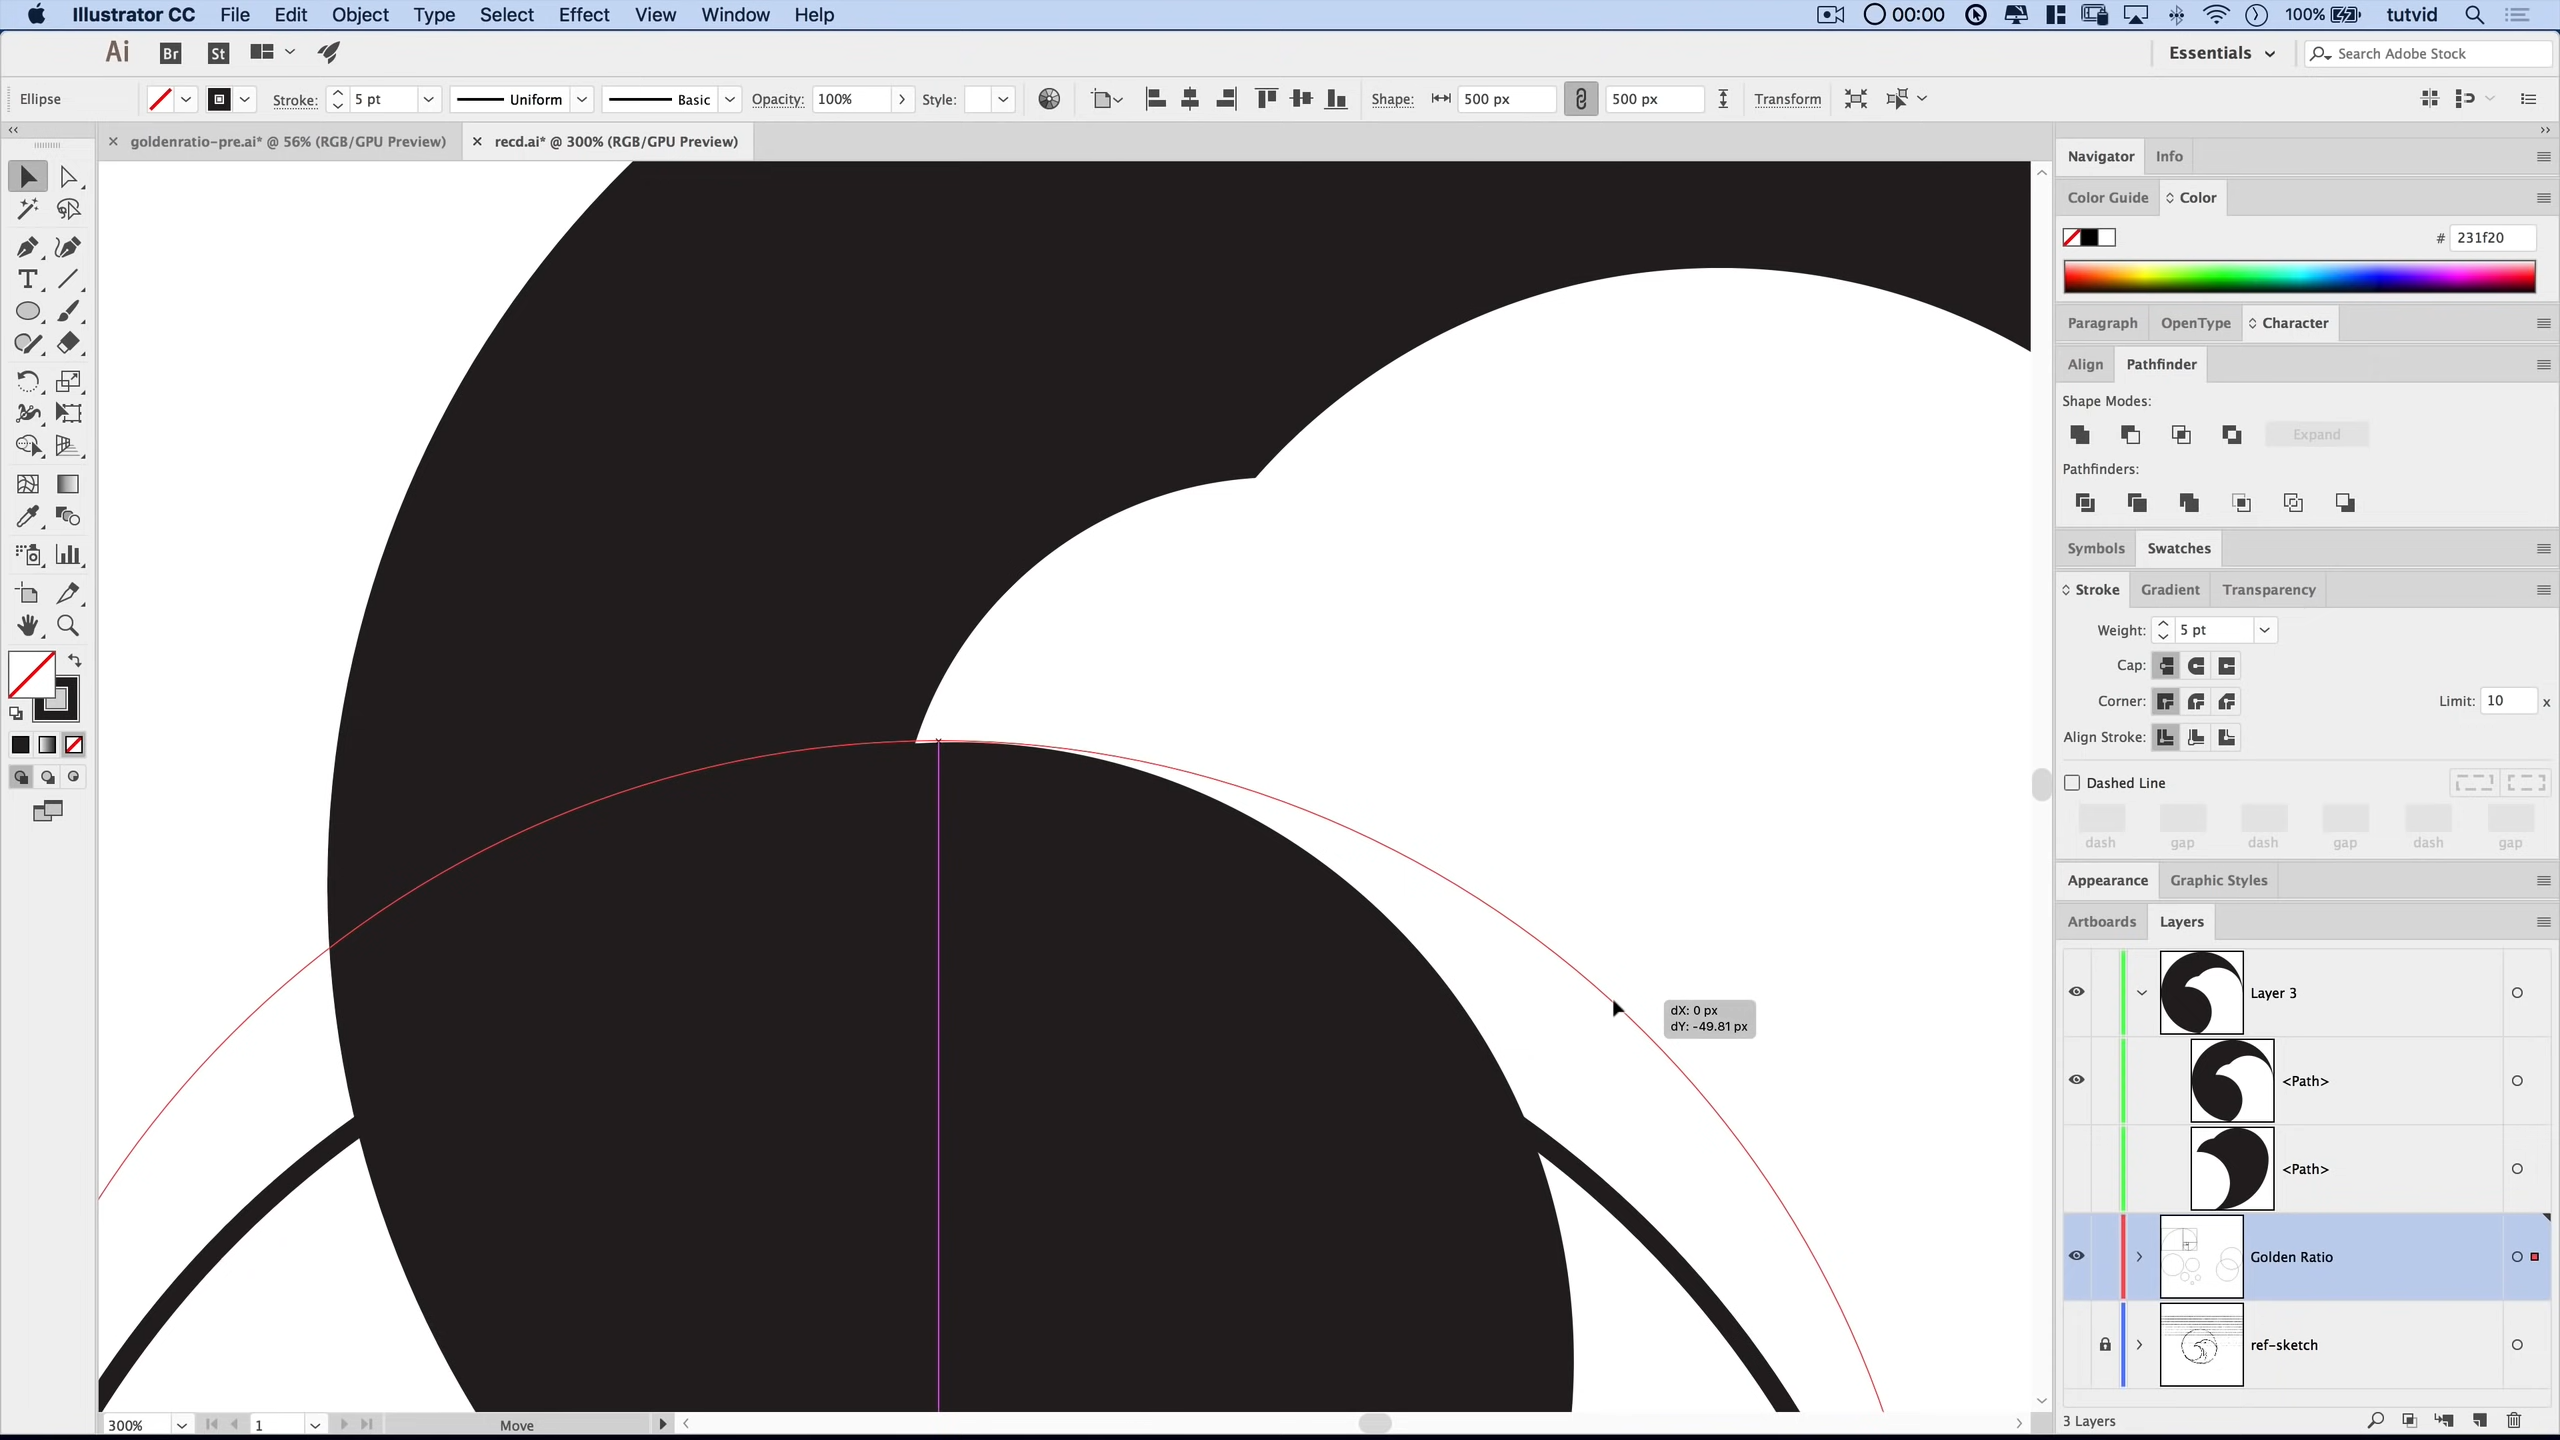 Illustrator CC File Edit Object Type Select Effect View Window Help 00:00 100% tutvid
Ai Br St Essentials Search Adobe Stock
Ellipse Stroke: 5 pt Uniform Basic Opacity: 100% Style: Shape: 500 px 500 px Transform
goldenratio-pre.ai* @ 56% (RGB/GPU Preview) recd.ai* @ 300% (RGB/GPU Preview)
Navigator Info
Color Guide Color
# 231f20
Paragraph OpenType Character
Align Pathfinder
Shape Modes:
Expand
Pathfinders:
Symbols Swatches
Stroke Gradient Transparency
Weight: 5 pt
Cap:
Corner: Limit: 10 x
Align Stroke:
Dashed Line
dash gap dash gap dash gap
Appearance Graphic Styles
Artboards Layers
Layer 3
dX: 0 px
dY: -49.81 px
<Path>
<Path>
Golden Ratio
ref-sketch
300% 1 Move
3 Layers